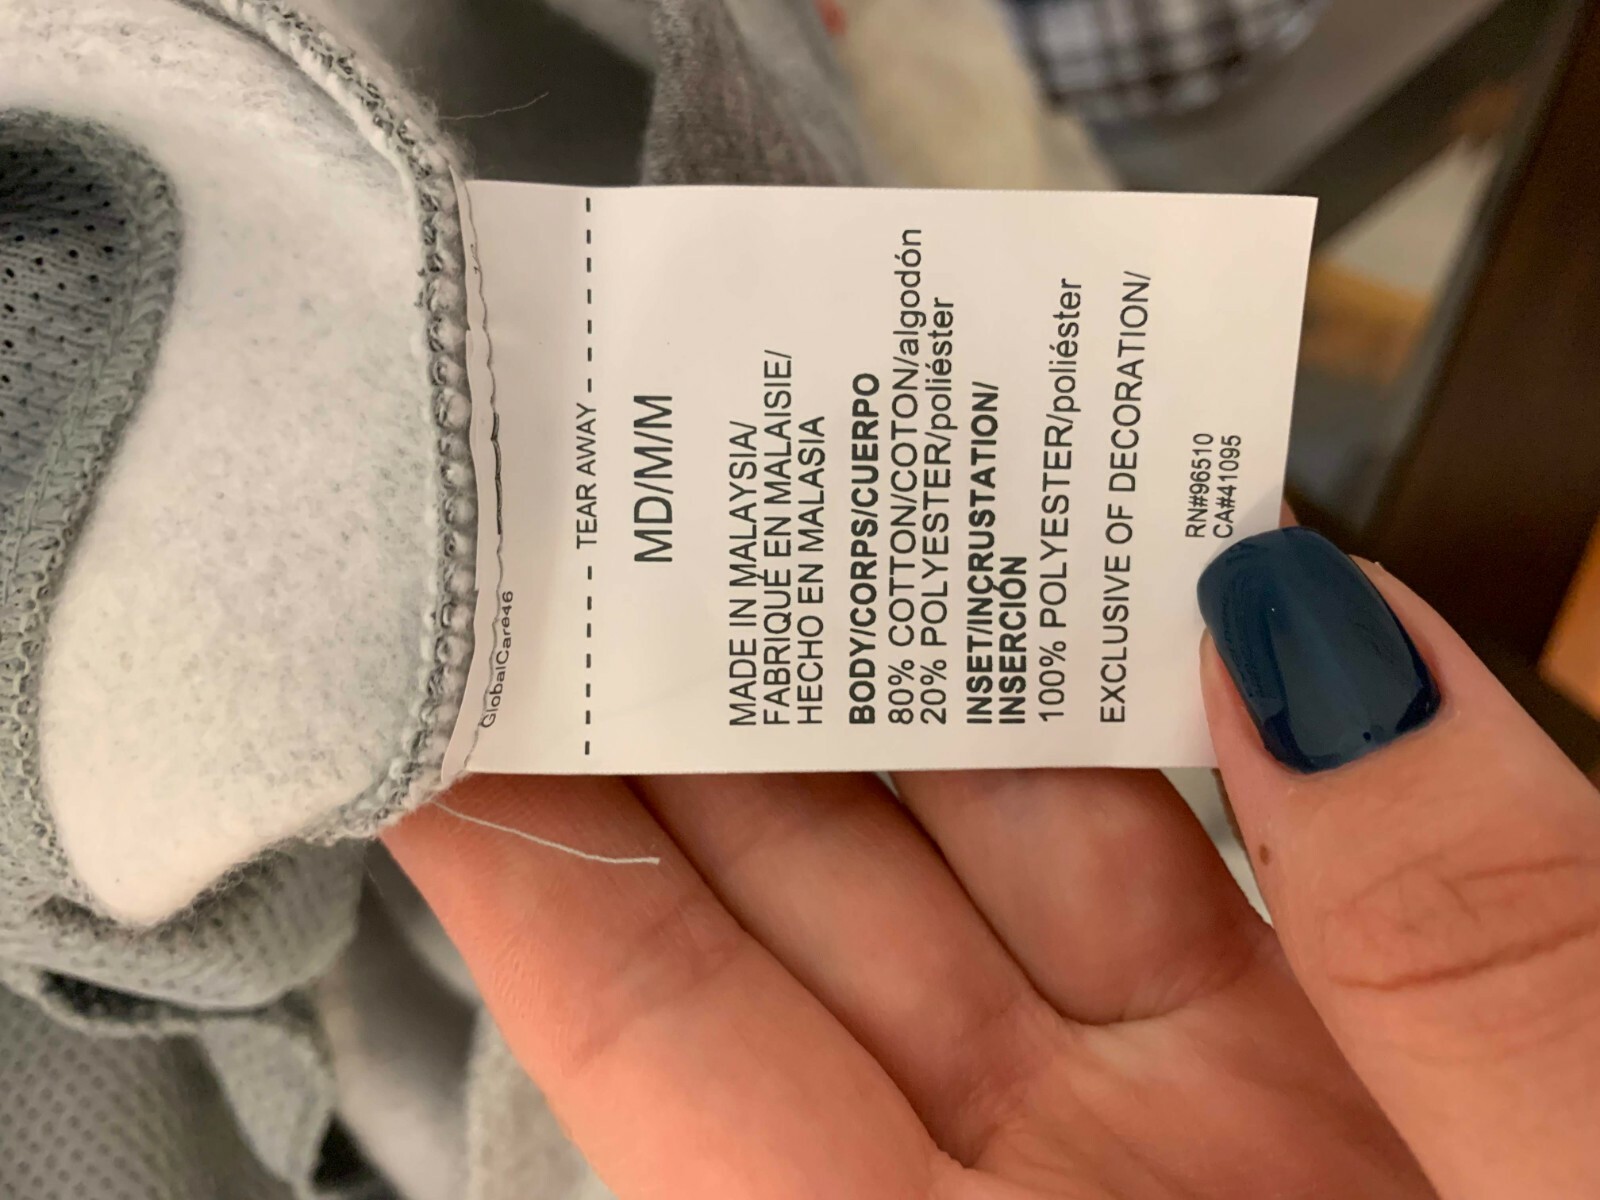 GlobalCare46
TEAR AWAY
MD/M/M
MADE IN MALAYSIA/
FABRIQUÉ EN MALAISIE/
HECHO EN MALASIA
BODY/CORPS/CUERPO
80% COTTON/COTON/algodón
20% POLYESTER/poliéster
INSET/INCRUSTATION/
INSERCIÓN
100% POLYESTER/poliéster
EXCLUSIVE OF DECORATION/
RN#96510
CA#41095